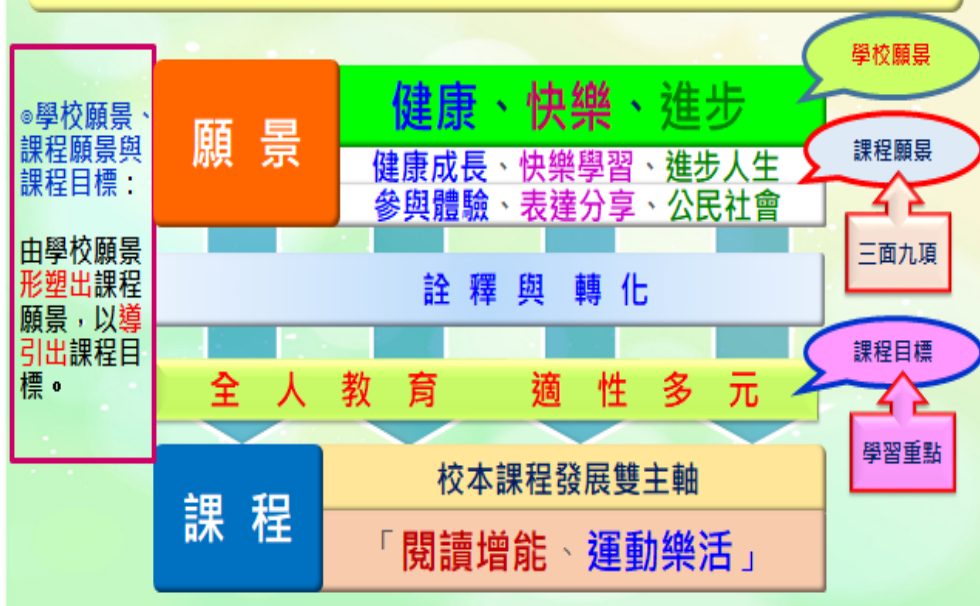 ◎學校願景、
課程願景與
課程目標：
由學校願景
形塑出課程
願景，以導
引出課程目
標。
願 景
健康、快樂、進步
健康成長、快樂學習、進步人生
參與體驗、表達分享、公民社會
學校願景
課程願景
三面九項
詮 釋 與 轉 化
全 人 教 育 適 性 多 元
課程目標
學習重點
課 程
校本課程發展雙主軸
「閱讀增能、運動樂活」